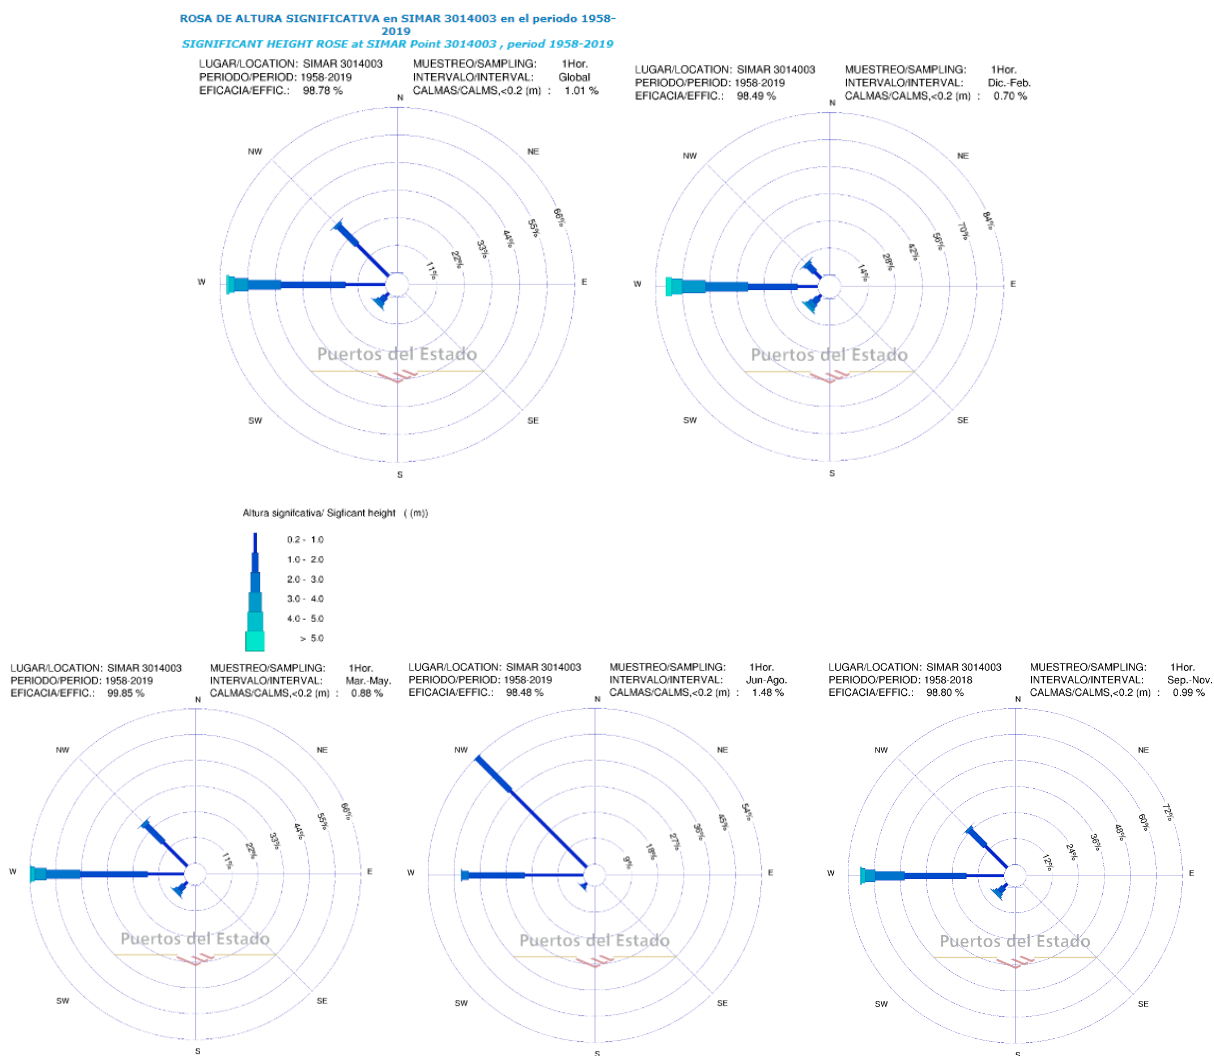 ROSA DE ALTURA SIGNIFICATIVA en SIMAR 3014003 en el periodo 1958-
2019
SIGNIFICANT HEIGHT ROSE at SIMAR Point 3014003 , period 1958-2019
LUGAR/LOCATION: SIMAR 3014003 MUESTREO/SAMPLING: 1Hor.
PERIODO/PERIOD: 1958-2019 INTERVALO/INTERVAL: Global
EFICACIA/EFFIC.: 98.78 % CALMAS/CALMS,<0.2 (m) : 1.01 %
N
NW
NE
W
E
SW
SE
S
11%
22%
33%
44%
55%
66%
Puertos del Estado
LUGAR/LOCATION: SIMAR 3014003 MUESTREO/SAMPLING: 1Hor.
PERIODO/PERIOD: 1958-2019 INTERVALO/INTERVAL: Dic.-Feb.
EFICACIA/EFFIC.: 98.49 % CALMAS/CALMS,<0.2 (m) : 0.70 %
N
NW
NE
W
E
SW
SE
S
14%
28%
42%
56%
70%
84%
Puertos del Estado
Altura signifcativa/ Sigficant height ( (m))
0.2 - 1.0
1.0 - 2.0
2.0 - 3.0
3.0 - 4.0
4.0 - 5.0
> 5.0
LUGAR/LOCATION: SIMAR 3014003 MUESTREO/SAMPLING: 1Hor.
PERIODO/PERIOD: 1958-2019 INTERVALO/INTERVAL: Mar.-May.
EFICACIA/EFFIC.: 99.85 % CALMAS/CALMS,<0.2 (m) : 0.88 %
N
NW
NE
W
E
SW
SE
S
11%
22%
33%
44%
55%
66%
Puertos del Estado
LUGAR/LOCATION: SIMAR 3014003 MUESTREO/SAMPLING: 1Hor.
PERIODO/PERIOD: 1958-2019 INTERVALO/INTERVAL: Jun-Ago.
EFICACIA/EFFIC.: 98.48 % CALMAS/CALMS,<0.2 (m) : 1.48 %
N
NW
NE
W
E
SW
SE
S
9%
18%
27%
36%
45%
54%
Puertos del Estado
LUGAR/LOCATION: SIMAR 3014003 MUESTREO/SAMPLING: 1Hor.
PERIODO/PERIOD: 1958-2018 INTERVALO/INTERVAL: Sep.-Nov.
EFICACIA/EFFIC.: 98.80 % CALMAS/CALMS,<0.2 (m) : 0.99 %
N
NW
NE
W
E
SW
SE
S
12%
24%
36%
48%
60%
72%
Puertos del Estado